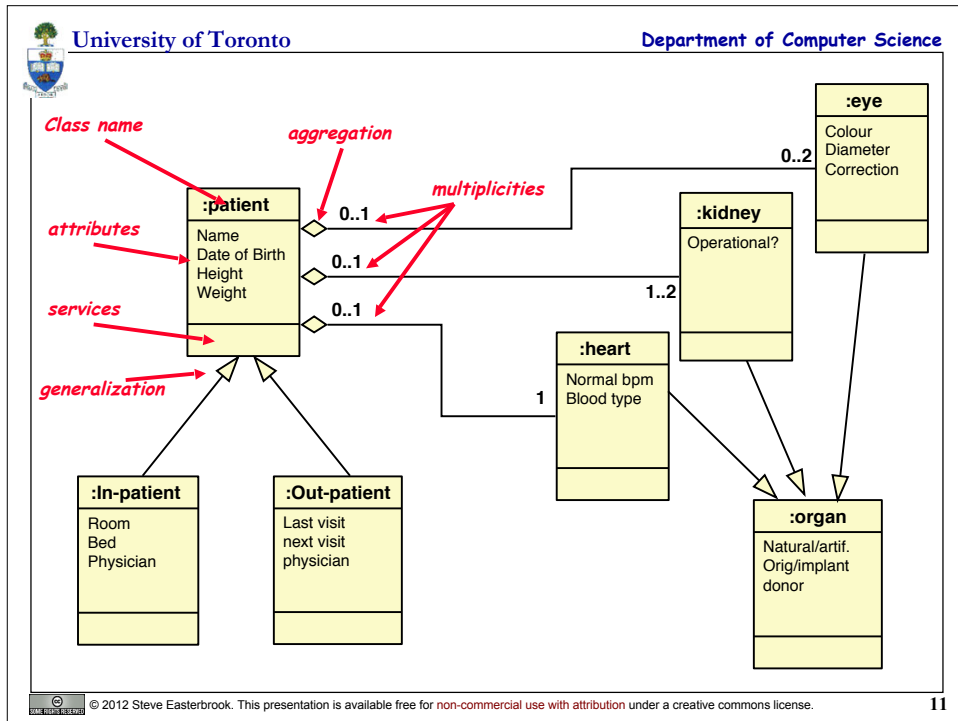 University of Toronto
Department of Computer Science
Class name
aggregation
multiplicities
attributes
services
generalization
:patient
Name
Date of Birth
Height
Weight
0..1
0..1
0..1
0..2
1..2
1
:eye
Colour
Diameter
Correction
:kidney
Operational?
:heart
Normal bpm
Blood type
:In-patient
Room
Bed
Physician
:Out-patient
Last visit
next visit
physician
:organ
Natural/artif.
Orig/implant
donor
cc
SOME RIGHTS RESERVED
© 2012 Steve Easterbrook. This presentation is available free for non-commercial use with attribution under a creative commons license.
11